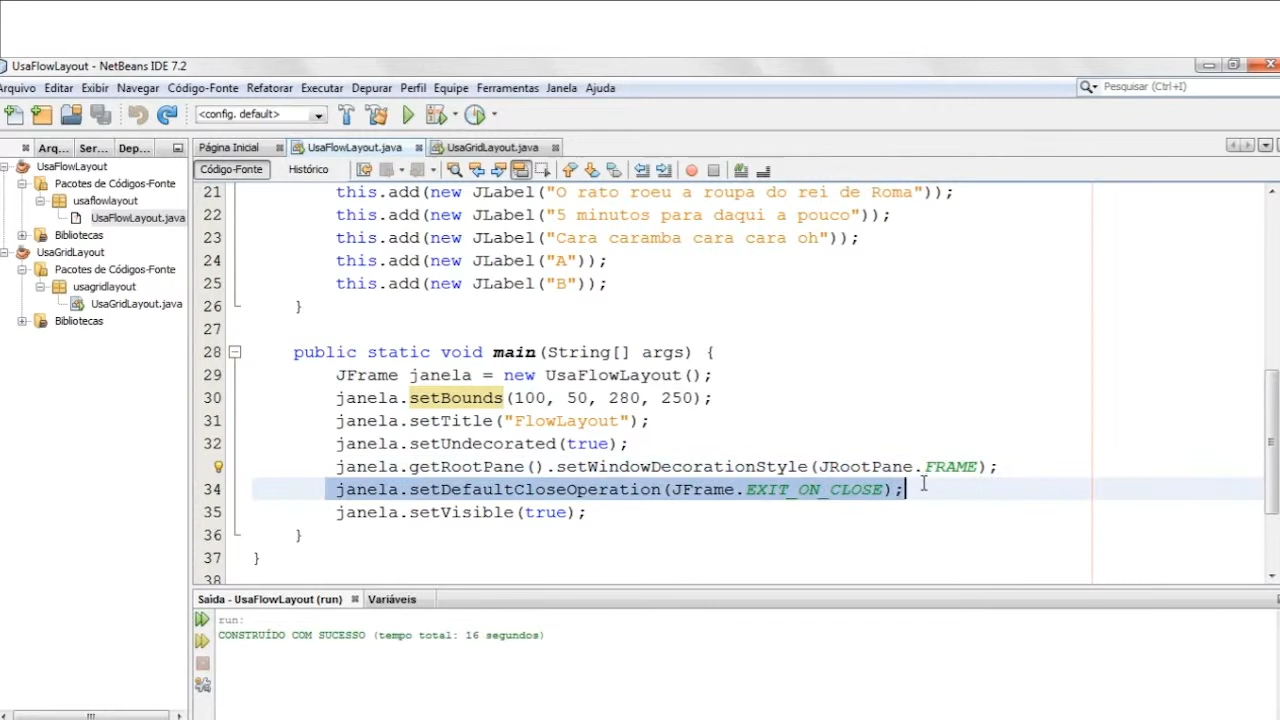 UsaFlowLayout - NetBeans IDE 7.2
Arquivo Editar Exibir Navegar Código-Fonte Refatorar Executar Depurar Perfil Equipe Ferramentas Janela Ajuda
Pesquisar (Ctrl+I)
<config. default>
Arq... Ser... Dep...
Página Inicial UsaFlowLayout.java UsaGridLayout.java
Código-Fonte Histórico
UsaFlowLayout
Pacotes de Códigos-Fonte
usaflowlayout
UsaFlowLayout.java
Bibliotecas
UsaGridLayout
Pacotes de Códigos-Fonte
usagridlayout
UsaGridLayout.java
Bibliotecas
21 this.add(new JLabel("O rato roeu a roupa do rei de Roma"));
22 this.add(new JLabel("5 minutos para daqui a pouco"));
23 this.add(new JLabel("Cara caramba cara cara oh"));
24 this.add(new JLabel("A"));
25 this.add(new JLabel("B"));
26 }
27
28 public static void main(String[] args) {
29 JFrame janela = new UsaFlowLayout();
30 janela.setBounds(100, 50, 280, 250);
31 janela.setTitle("FlowLayout");
32 janela.setUndecorated(true);
janela.getRootPane().setWindowDecorationStyle(JRootPane.FRAME);
34 janela.setDefaultCloseOperation(JFrame.EXIT_ON_CLOSE);
35 janela.setVisible(true);
36 }
37 }
38
Saída - UsaFlowLayout (run) Variáveis
run:
CONSTRUÍDO COM SUCESSO (tempo total: 16 segundos)